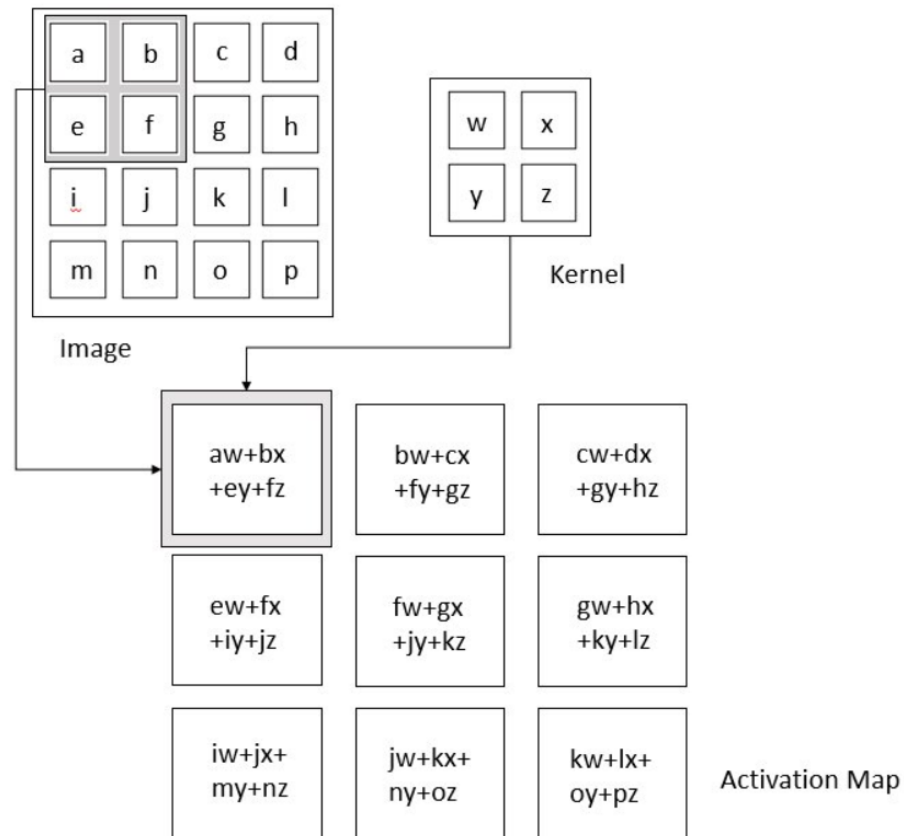 a b c d
e f g h
i j k l
m n o p
Image
w x
y z
Kernel
aw+bx
+ey+fz
bw+cx
+fy+gz
cw+dx
+gy+hz
ew+fx
+iy+jz
fw+gx
+jy+kz
gw+hx
+ky+lz
iw+jx+
my+nz
jw+kx+
ny+oz
kw+lx+
oy+pz
Activation Map